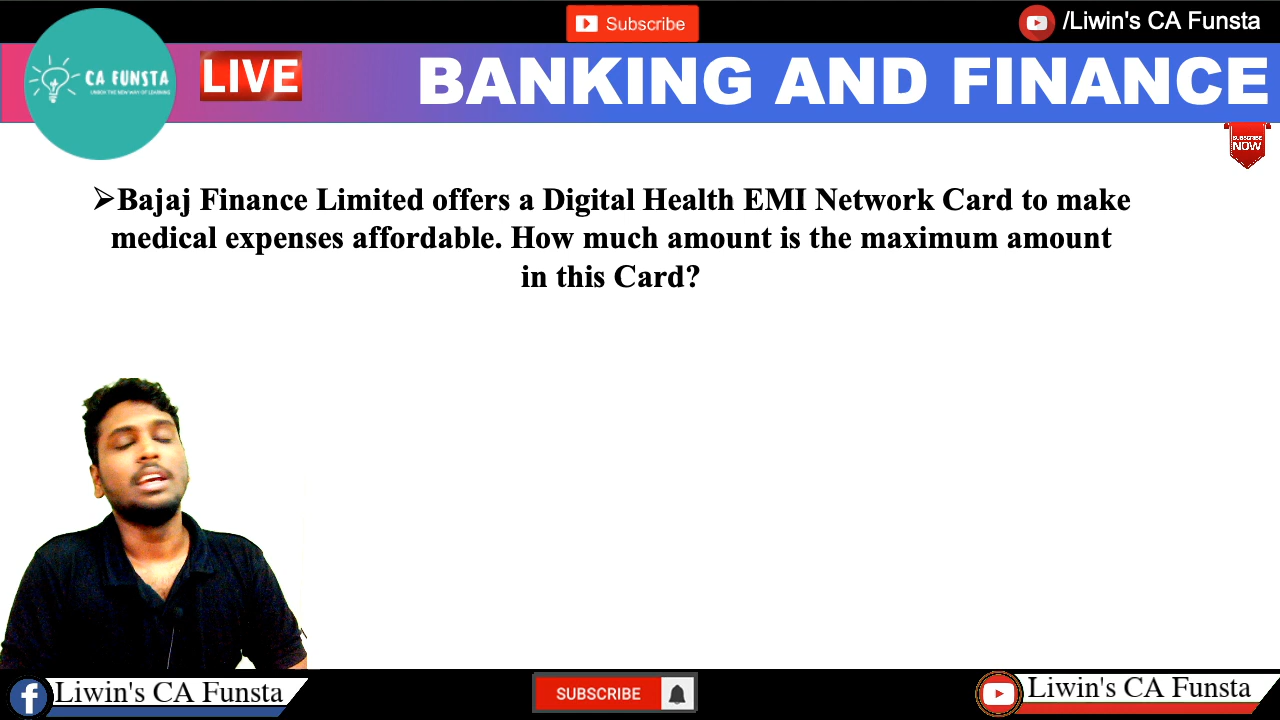 Subscribe
/Liwin's CA Funsta
CA FUNSTA
LIVE
BANKING AND FINANCE
SUBSCRIBE
NOW
➢Bajaj Finance Limited offers a Digital Health EMI Network Card to make
medical expenses affordable. How much amount is the maximum amount
in this Card?
Liwin's CA Funsta
SUBSCRIBE
Liwin's CA Funsta